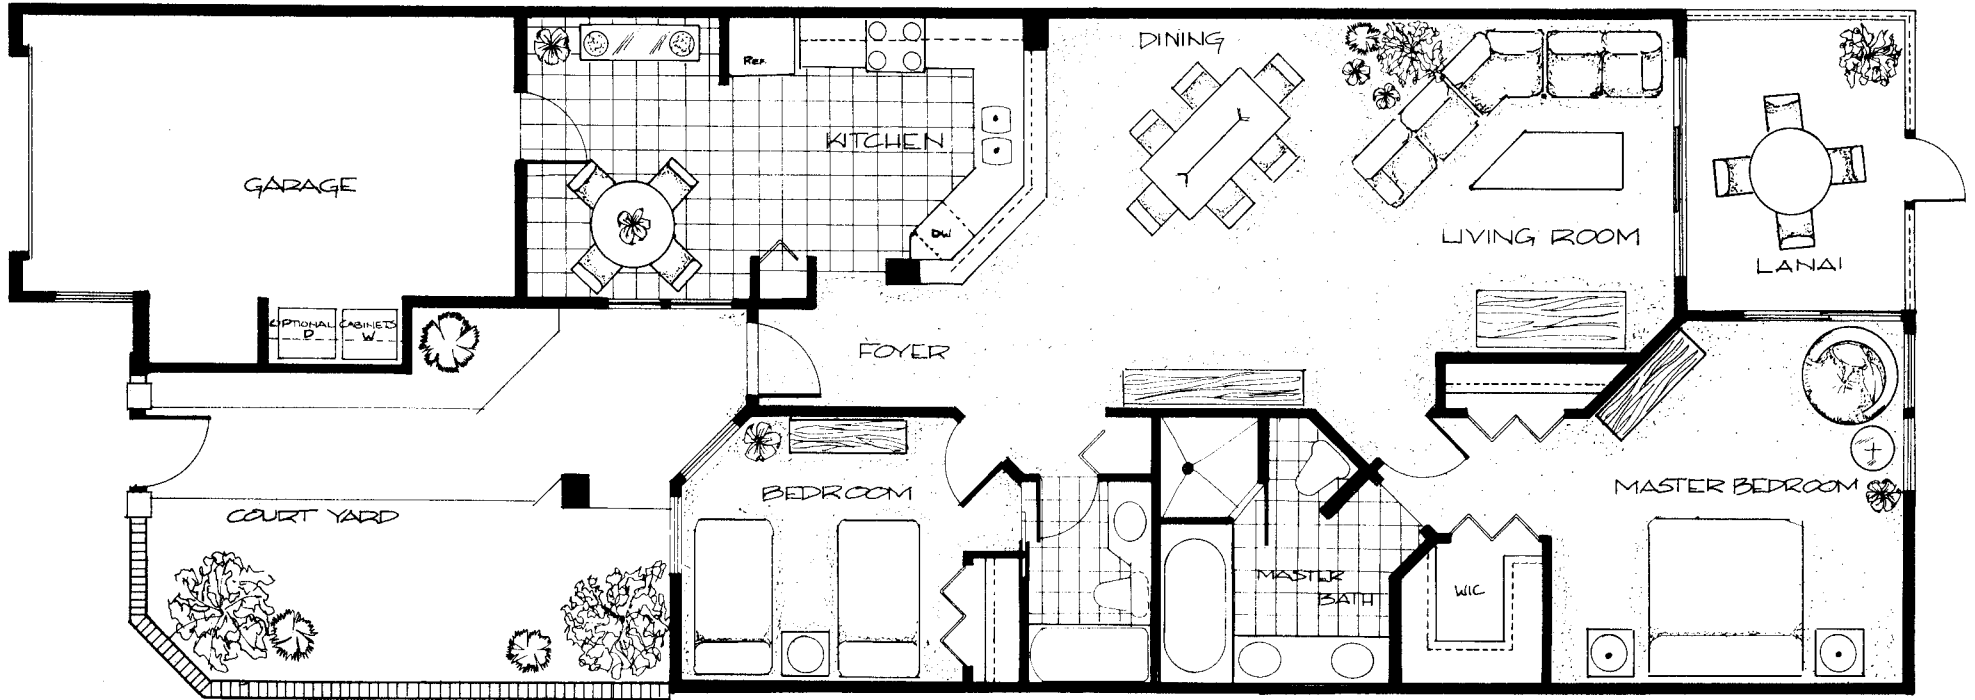 DINING
REF.
KITCHEN
GARAGE
DW
LIVING ROOM
LANAI
OPTIONAL CABINETS
D W
FOYER
BEDROOM
MASTER BEDROOM
COURT YARD
MASTER
BATH
WIC